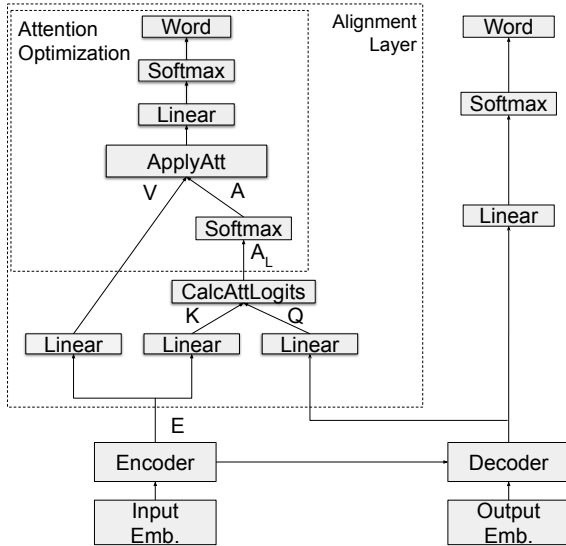 Attention
Optimization
Word
Alignment
Layer
Word
Softmax
Softmax
Linear
ApplyAtt
V
A
Softmax
Linear
A_L
CalcAttLogits
K
Q
Linear
Linear
Linear
E
Encoder
Decoder
Input
Emb.
Output
Emb.